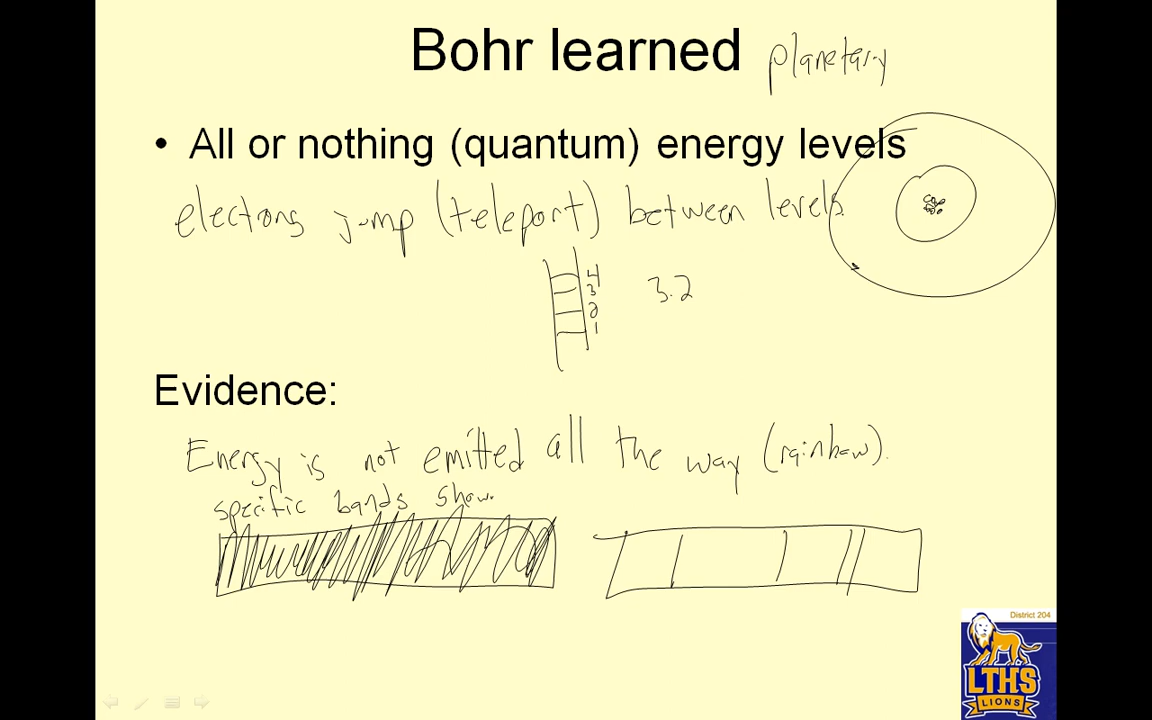 Bohr learned planetary
• All or nothing (quantum) energy levels
electrons jump (teleport) between levels.
4
3 3.2
2
1
Evidence:
Energy is not emitted all the way (rainbow).
specific bands show.
District 204
LTHS
LIONS